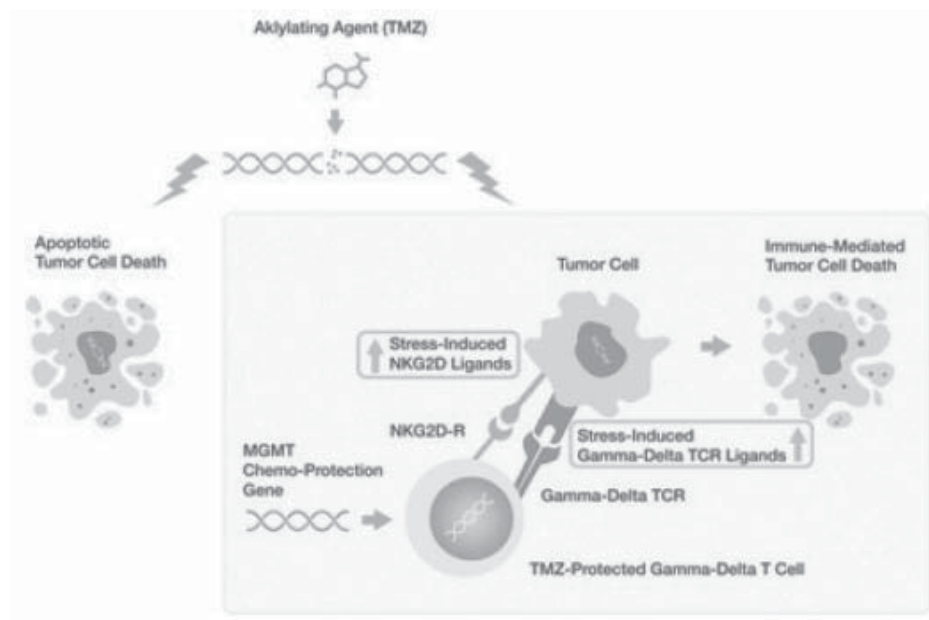 Aklylating Agent (TMZ)
Apoptotic
Tumor Cell Death
Tumor Cell
Immune-Mediated
Tumor Cell Death
Stress-Induced
NKG2D Ligands
NKG2D-R
Stress-Induced
Gamma-Delta TCR Ligands
MGMT
Chemo-Protection
Gene
Gamma-Delta TCR
TMZ-Protected Gamma-Delta T Cell